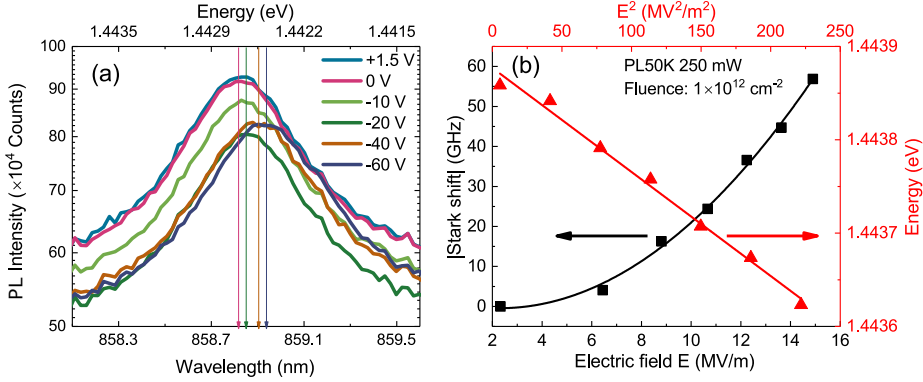 Energy (eV)
1.4435 1.4429 1.4422 1.4415
100
90
80
70
60
50
PL Intensity (×10⁴ Counts)
(a)
+1.5 V
0 V
-10 V
-20 V
-40 V
-60 V
858.3 858.7 859.1 859.5
Wavelength (nm)
E² (MV²/m²)
0 50 100 150 200 250
60
50
40
30
20
10
0
|Stark shift| (GHz)
(b)
PL50K 250 mW
Fluence: 1×10¹² cm⁻²
1.4439
1.4438
1.4437
1.4436
Energy (eV)
2 4 6 8 10 12 14 16
Electric field E (MV/m)